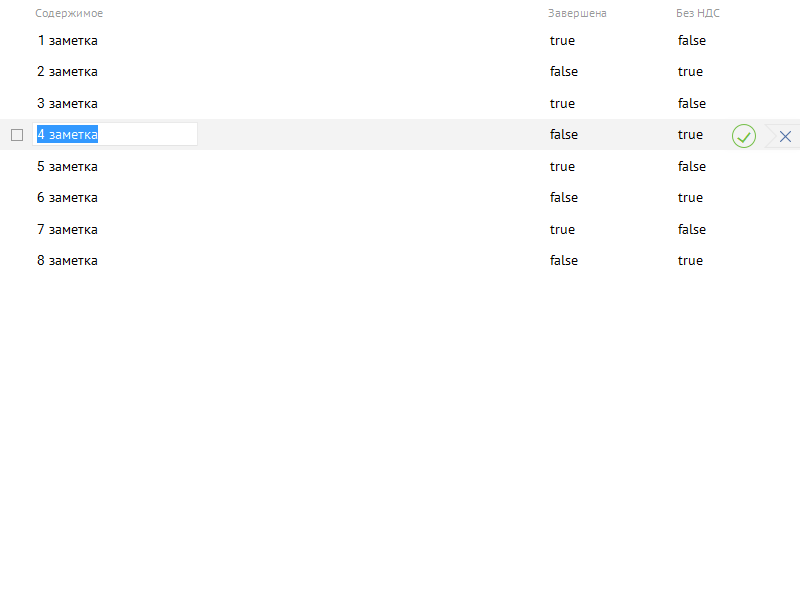 Содержимое Завершена Без НДС
1 заметка true false
2 заметка false true
3 заметка true false
4 заметка false true
5 заметка true false
6 заметка false true
7 заметка true false
8 заметка false true